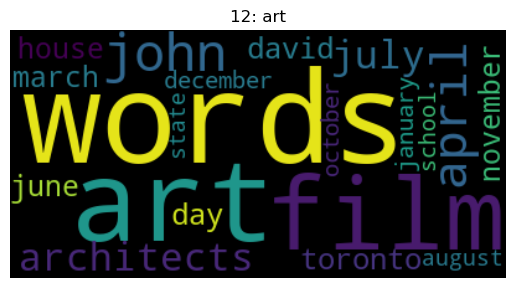 12: art
house
john
david
july
march
december
words
state
october
january
school
april
november
june
art
day
film
architects
toronto
august